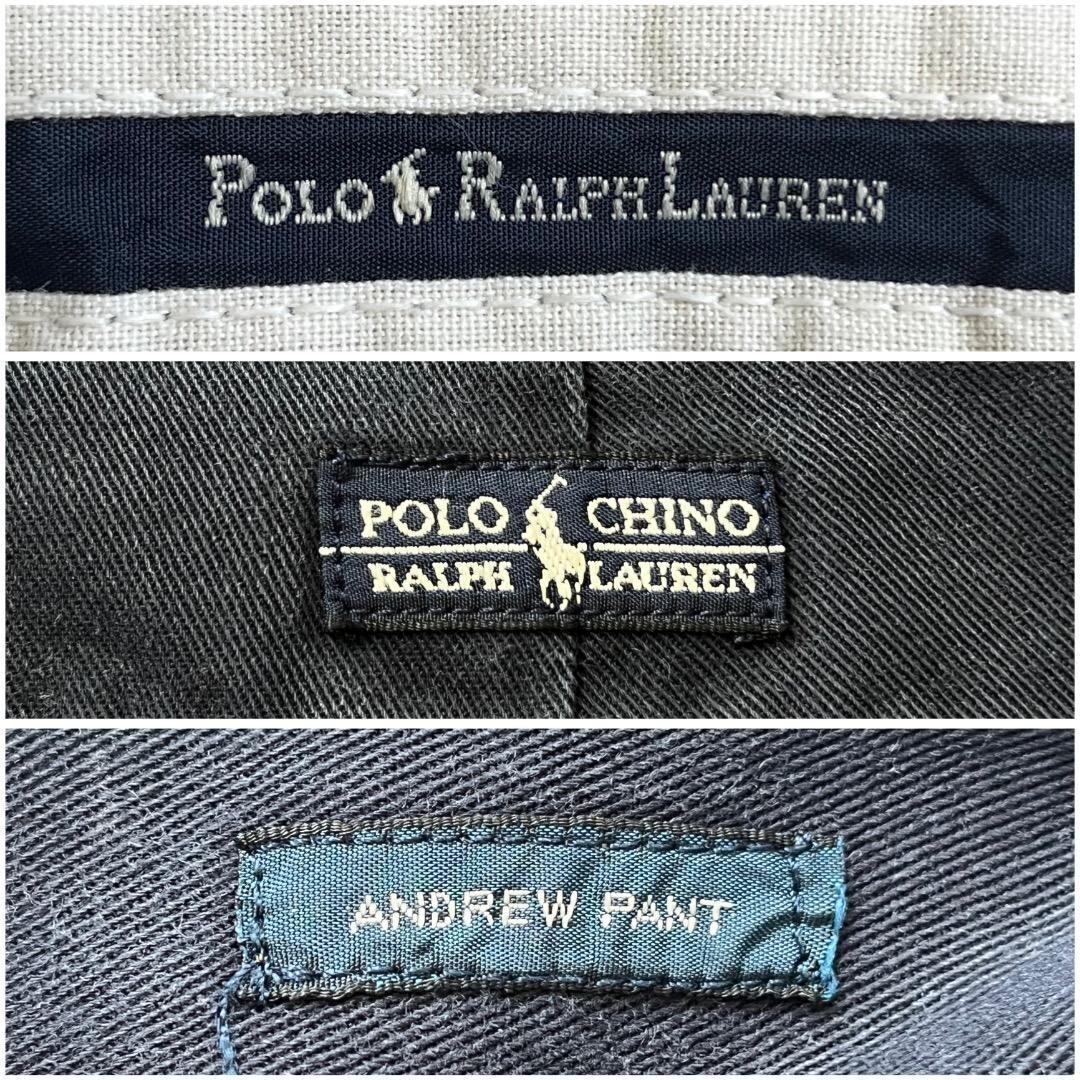 POLO RALPH LAUREN
POLO CHINO
RALPH LAUREN
ANDREW PANT